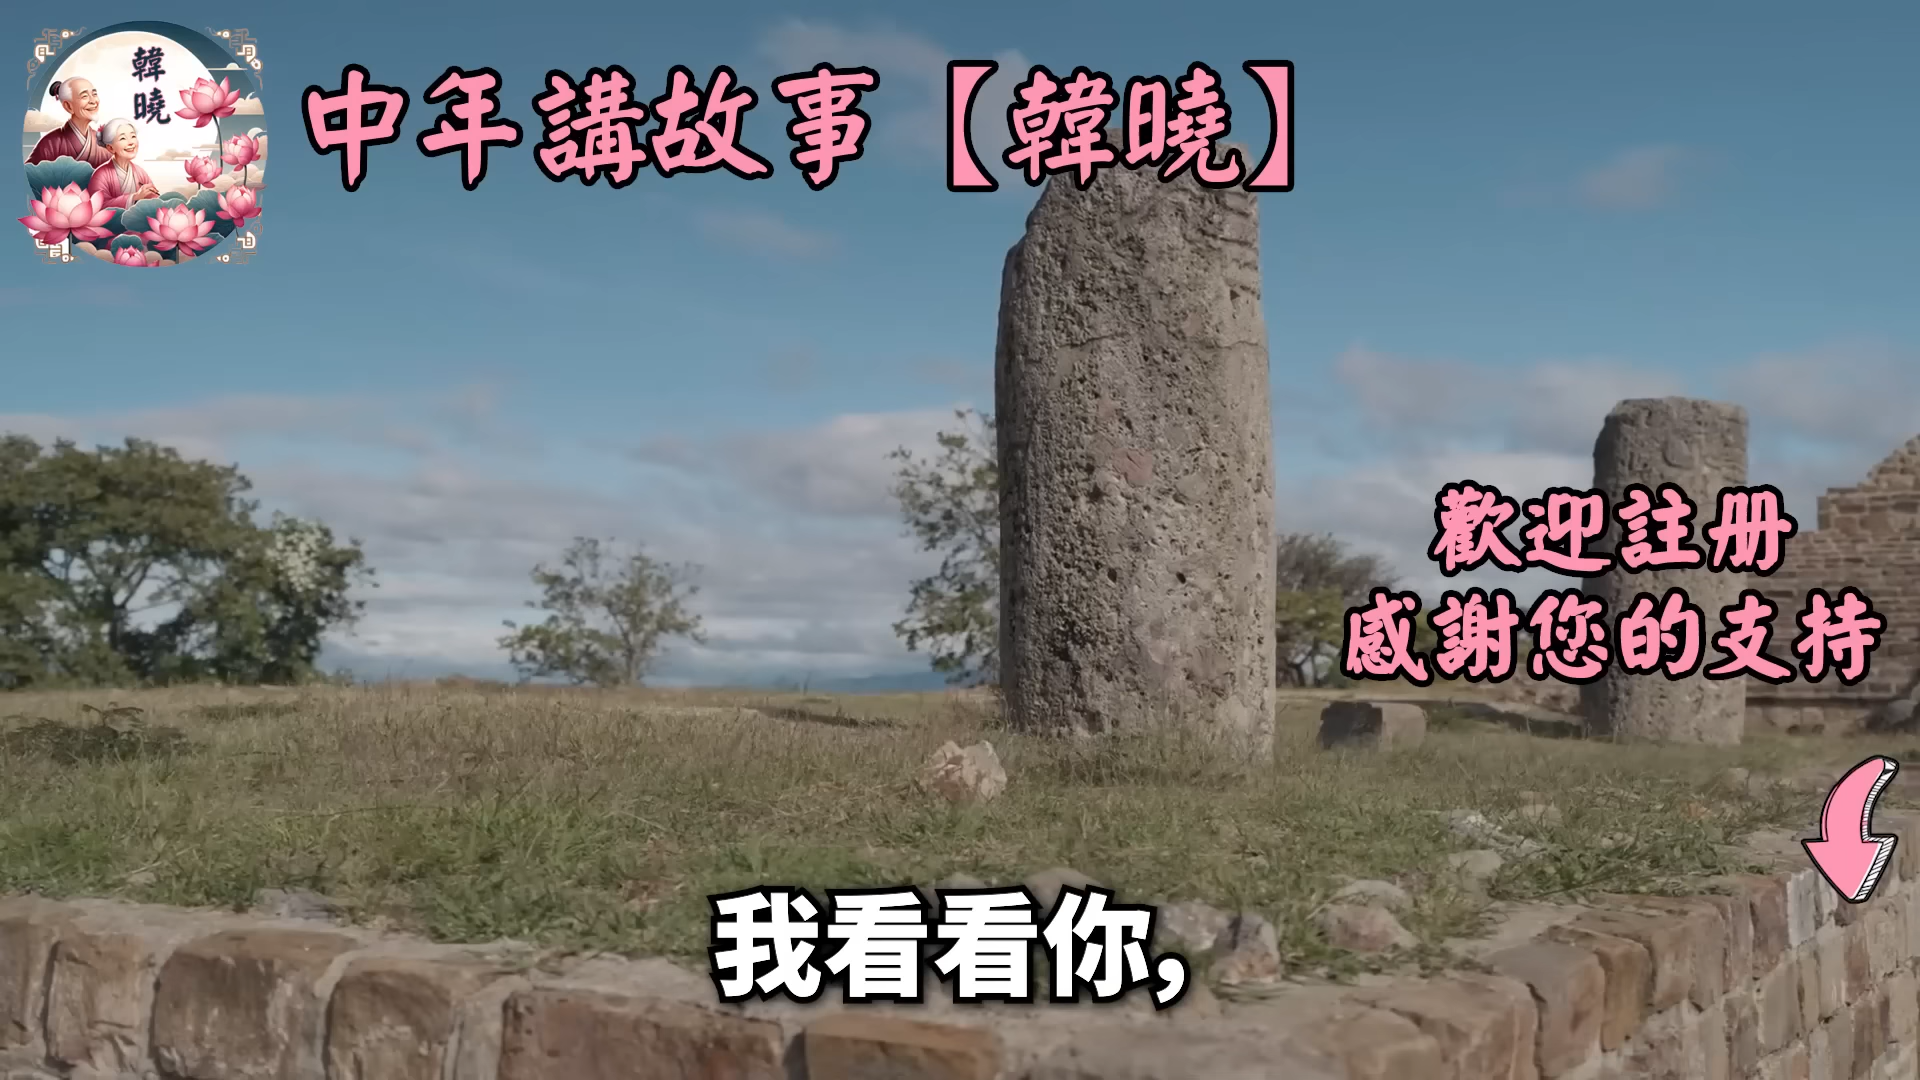 韓曉
中年講故事【韓曉】
歡迎註册
感謝您的支持
我看看你,